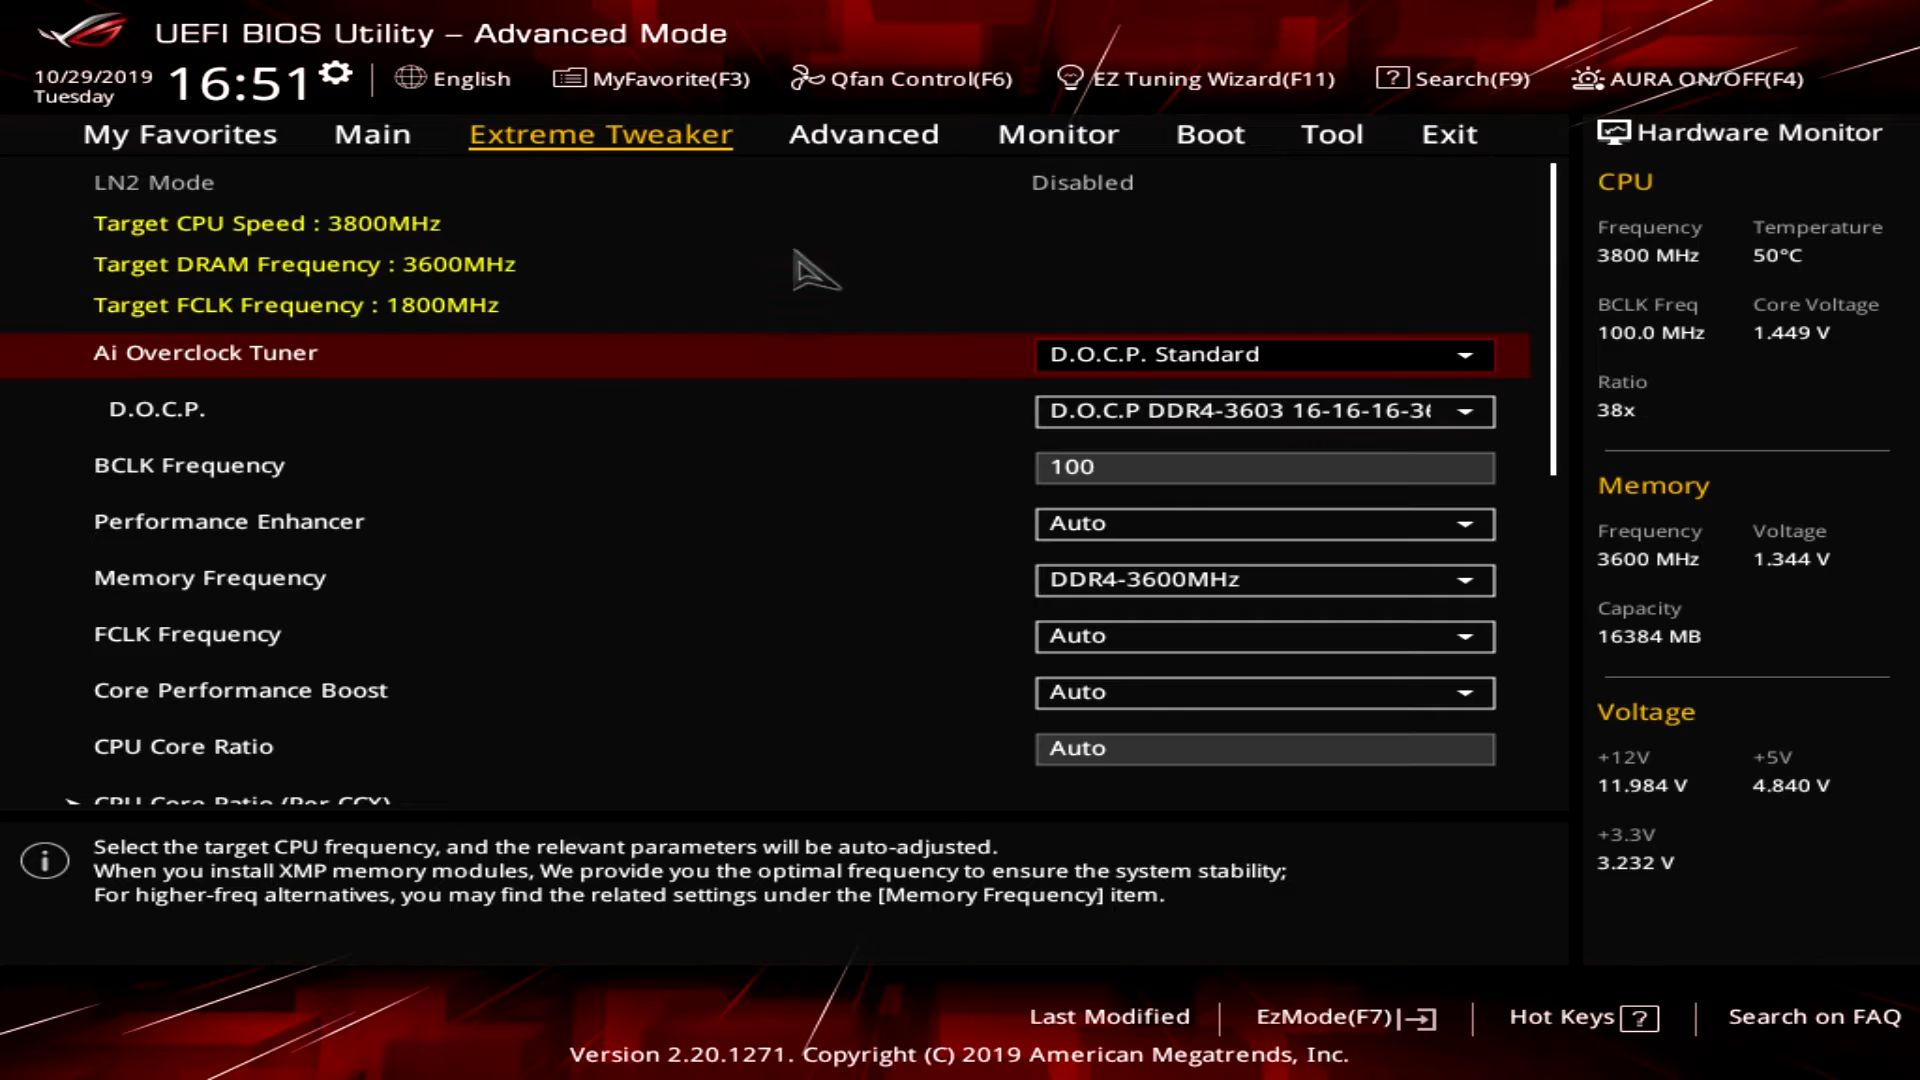 UEFI BIOS Utility – Advanced Mode
10/29/2019
Tuesday
16:51
English
MyFavorite(F3)
Qfan Control(F6)
EZ Tuning Wizard(F11)
? Search(F9)
AURA ON/OFF(F4)
My Favorites
Main
Extreme Tweaker
Advanced
Monitor
Boot
Tool
Exit
LN2 Mode Disabled
Target CPU Speed : 3800MHz
Target DRAM Frequency : 3600MHz
Target FCLK Frequency : 1800MHz
Ai Overclock Tuner D.O.C.P. Standard
D.O.C.P. D.O.C.P DDR4-3603 16-16-16-36
BCLK Frequency 100
Performance Enhancer Auto
Memory Frequency DDR4-3600MHz
FCLK Frequency Auto
Core Performance Boost Auto
CPU Core Ratio Auto
CPU Core Ratio (Per CCX)
Select the target CPU frequency, and the relevant parameters will be auto-adjusted.
When you install XMP memory modules, We provide you the optimal frequency to ensure the system stability;
For higher-freq alternatives, you may find the related settings under the [Memory Frequency] item.
Hardware Monitor
CPU
Frequency Temperature
3800 MHz 50°C
BCLK Freq Core Voltage
100.0 MHz 1.449 V
Ratio
38x
Memory
Frequency Voltage
3600 MHz 1.344 V
Capacity
16384 MB
Voltage
+12V +5V
11.984 V 4.840 V
+3.3V
3.232 V
Last Modified
EzMode(F7)
Hot Keys ?
Search on FAQ
Version 2.20.1271. Copyright (C) 2019 American Megatrends, Inc.